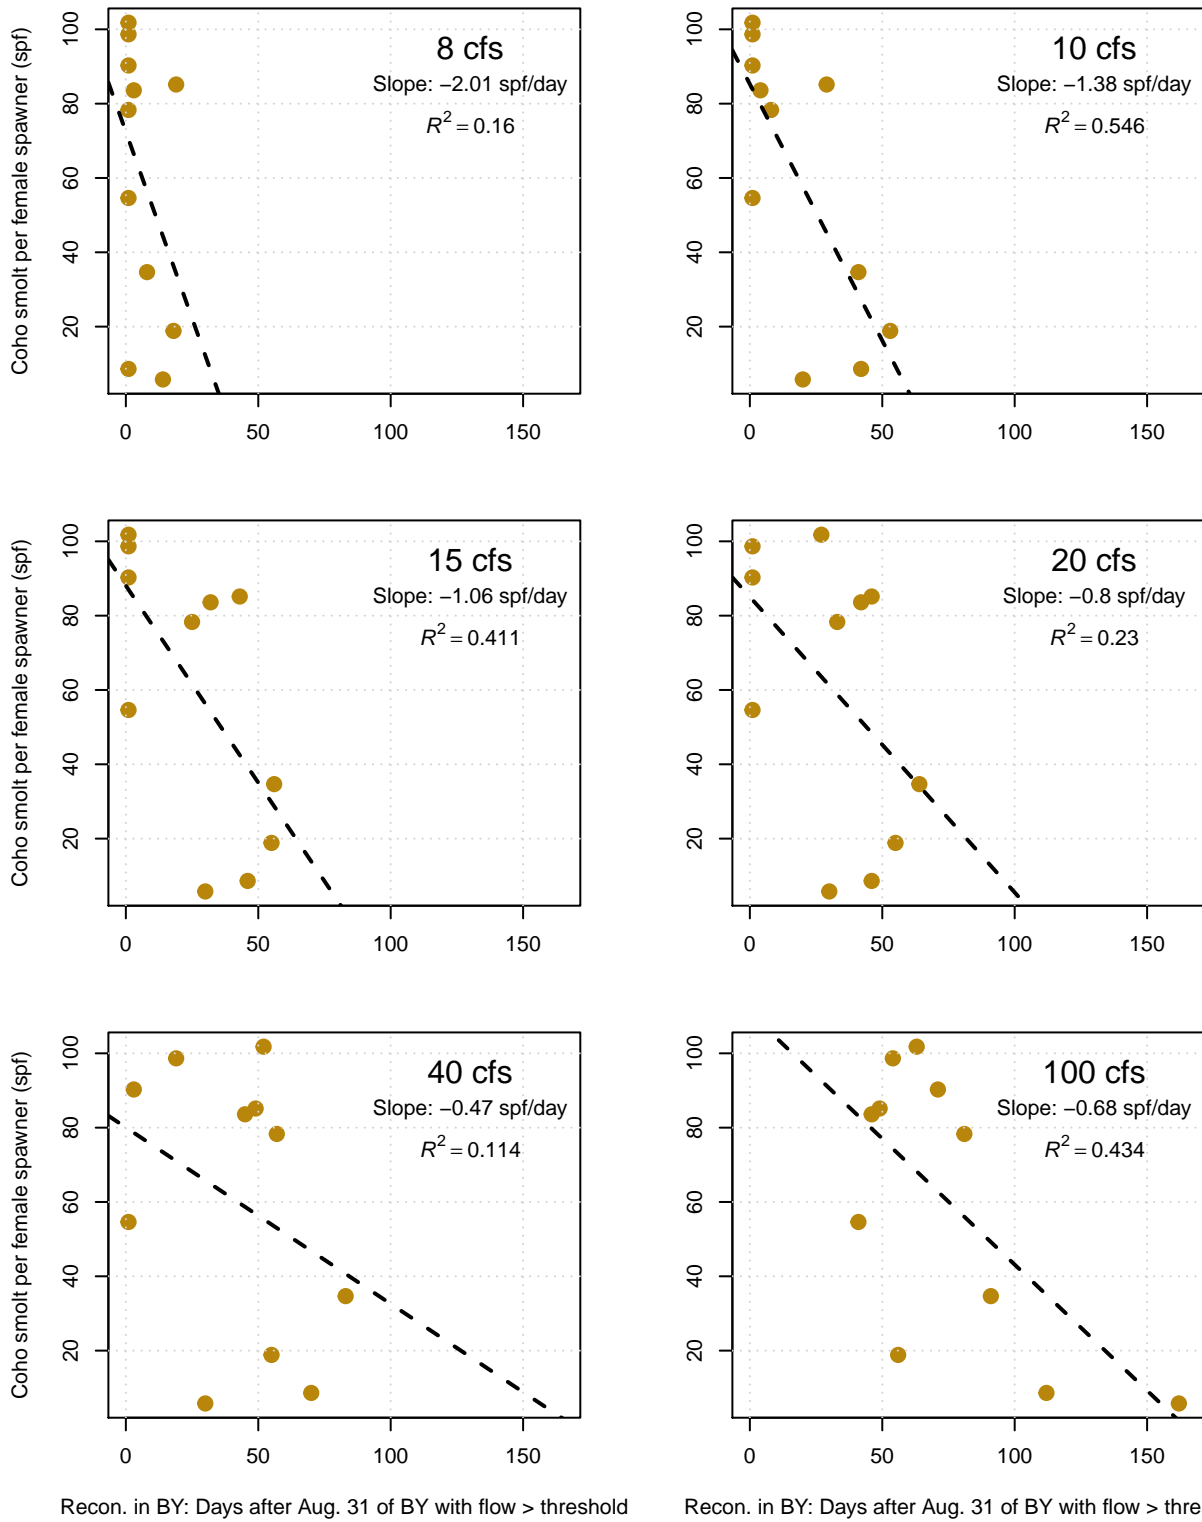 8 cfs
Slope: −2.01 spf/day
R² = 0.16
Coho smolt per female spawner (spf)
100
80
60
40
20
0 50 100 150
10 cfs
Slope: −1.38 spf/day
R² = 0.546
100
80
60
40
20
0 50 100 150
15 cfs
Slope: −1.06 spf/day
R² = 0.411
Coho smolt per female spawner (spf)
100
80
60
40
20
0 50 100 150
20 cfs
Slope: −0.8 spf/day
R² = 0.23
100
80
60
40
20
0 50 100 150
40 cfs
Slope: −0.47 spf/day
R² = 0.114
Coho smolt per female spawner (spf)
100
80
60
40
20
0 50 100 150
Recon. in BY: Days after Aug. 31 of BY with flow > threshold
100 cfs
Slope: −0.68 spf/day
R² = 0.434
100
80
60
40
20
0 50 100 150
Recon. in BY: Days after Aug. 31 of BY with flow > thre